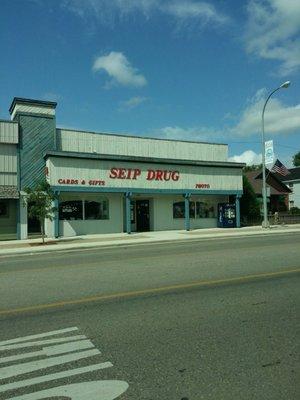 SEIP DRUG
CARDS & GIFTS
PHOTO